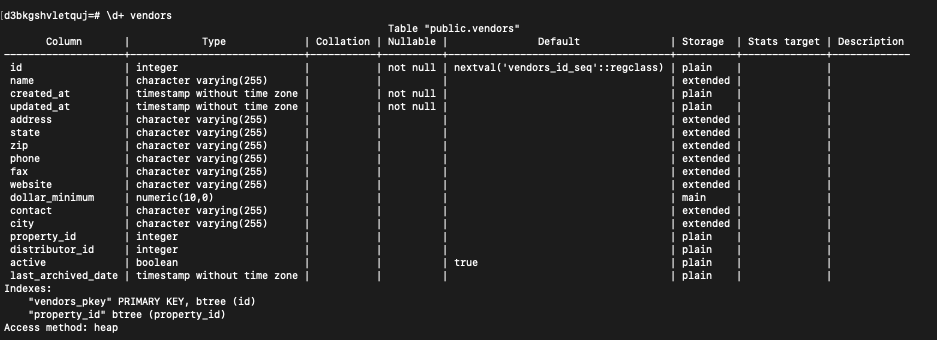 [d3bkgshvletquj=# \d+ vendors
Table "public.vendors"
Column | Type | Collation | Nullable | Default | Storage | Stats target | Description
id | integer | | not null | nextval('vendors_id_seq'::regclass) | plain | |
name | character varying(255) | | | | extended | |
created_at | timestamp without time zone | | not null | | plain | |
updated_at | timestamp without time zone | | not null | | plain | |
address | character varying(255) | | | | extended | |
state | character varying(255) | | | | extended | |
zip | character varying(255) | | | | extended | |
phone | character varying(255) | | | | extended | |
fax | character varying(255) | | | | extended | |
website | character varying(255) | | | | extended | |
dollar_minimum | numeric(10,0) | | | | main | |
contact | character varying(255) | | | | extended | |
city | character varying(255) | | | | extended | |
property_id | integer | | | | plain | |
distributor_id | integer | | | | plain | |
active | boolean | | | true | plain | |
last_archived_date | timestamp without time zone | | | | plain | |
Indexes:
"vendors_pkey" PRIMARY KEY, btree (id)
"property_id" btree (property_id)
Access method: heap